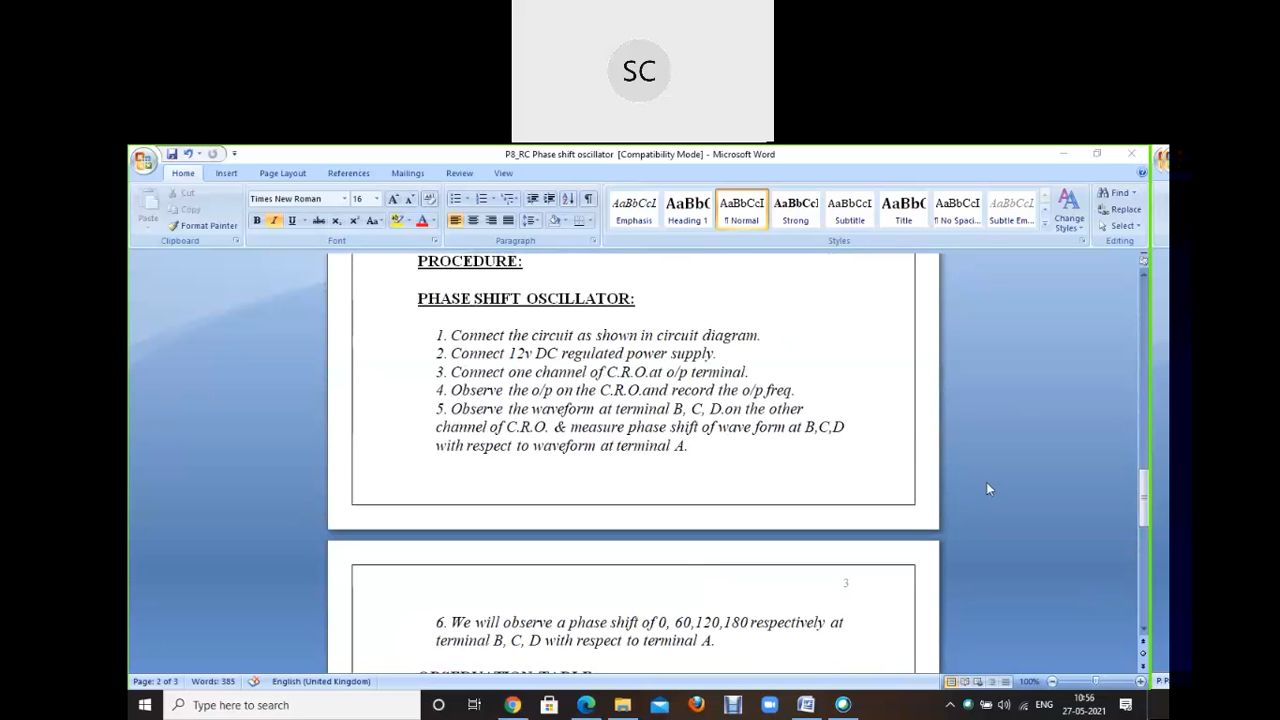 SC
P8_RC Phase shift oscillator [Compatibility Mode] - Microsoft Word
Home Insert Page Layout References Mailings Review View
Paste
Cut
Copy
Format Painter
Clipboard
Times New Roman 16
Font
Paragraph
AaBbCcI AaBbC AaBbCcI AaBbCc AaBbCcI AaBbC AaBbCcI AaBbCcI
Emphasis Heading 1 ¶ Normal Strong Subtitle Title ¶ No Spaci... Subtle Em...
Change Styles
Styles
Find
Replace
Select
Editing
PROCEDURE:
PHASE SHIFT OSCILLATOR:
1. Connect the circuit as shown in circuit diagram.
2. Connect 12v DC regulated power supply.
3. Connect one channel of C.R.O.at o/p terminal.
4. Observe the o/p on the C.R.O.and record the o/p freq.
5. Observe the waveform at terminal B, C, D.on the other
channel of C.R.O. & measure phase shift of wave form at B,C,D
with respect to waveform at terminal A.
3
6. We will observe a phase shift of 0, 60,120,180 respectively at
terminal B, C, D with respect to terminal A.
OBSERVATION TABLE
Page: 2 of 3 Words: 385 English (United Kingdom) 100%
Type here to search
ENG
10:56
27-05-2021